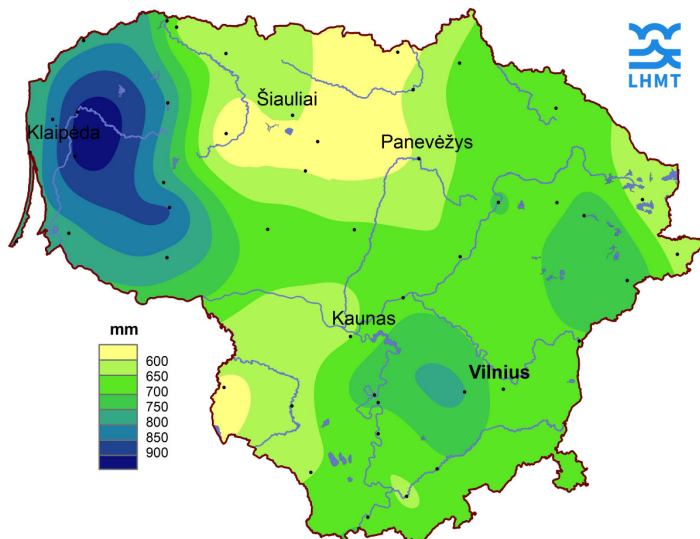 LHMT
Šiauliai
Klaipėda
Panevėžys
Kaunas
Vilnius
mm
600
650
700
750
800
850
900